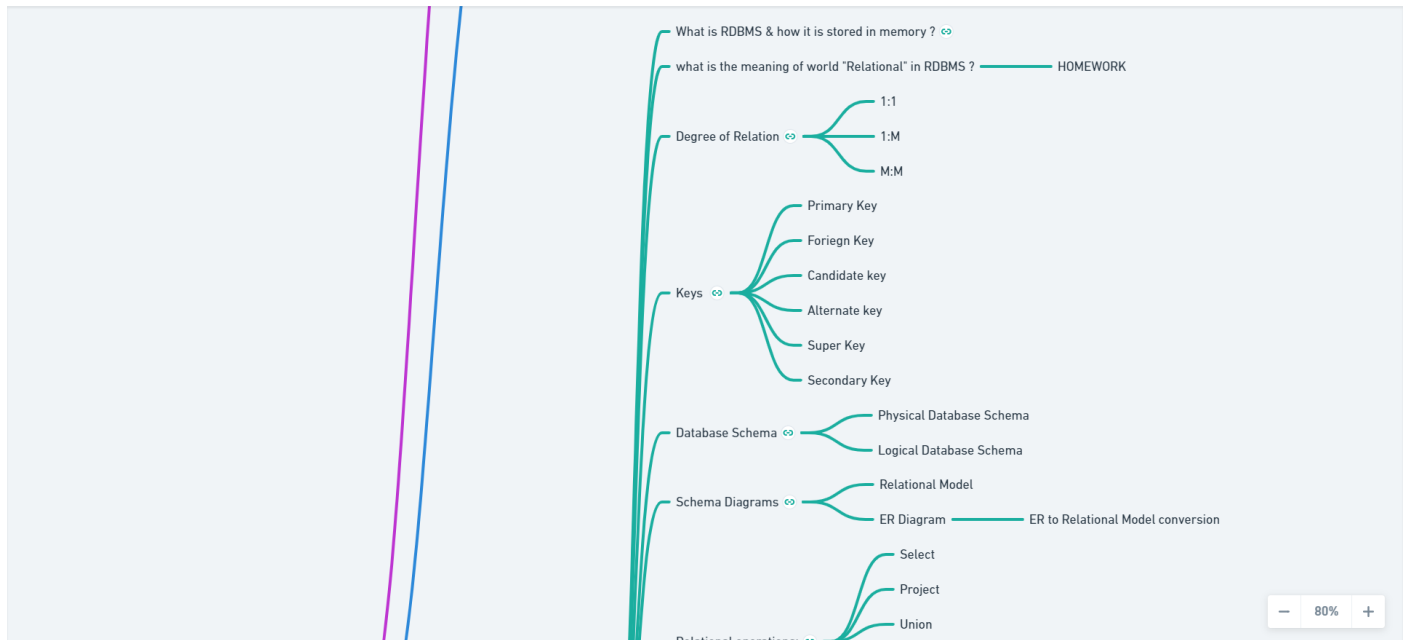 What is RDBMS & how it is stored in memory ?
what is the meaning of world "Relational" in RDBMS ?
HOMEWORK
Degree of Relation
1:1
1:M
M:M
Keys
Primary Key
Foriegn Key
Candidate key
Alternate key
Super Key
Secondary Key
Database Schema
Physical Database Schema
Logical Database Schema
Schema Diagrams
Relational Model
ER Diagram
ER to Relational Model conversion
Select
Project
Union
80%